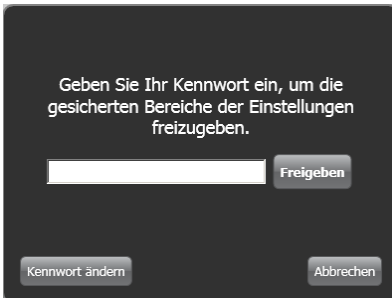 Geben Sie Ihr Kennwort ein, um die
gesicherten Bereiche der Einstellungen
freizugeben.
Freigeben
Kennwort ändern
Abbrechen